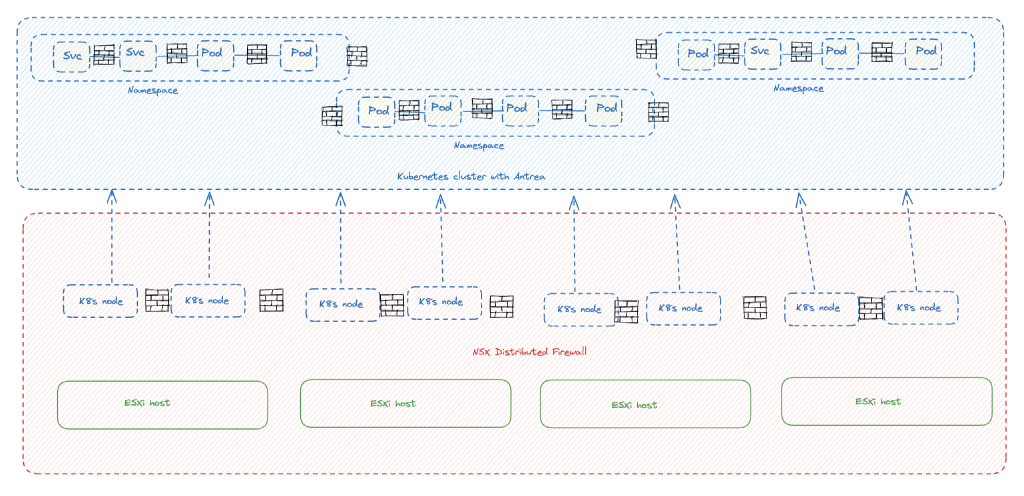 Svc
Svc
Pod
Pod
Namespace
Pod
Svc
Pod
Pod
Namespace
Pod
Pod
Pod
Pod
Namespace
Kubernetes cluster with Antrea
K8s node
K8s node
K8s node
K8s node
K8s node
K8s node
K8s node
K8s node
NSX Distributed Firewall
ESXi host
ESXi host
ESXi host
ESXi host